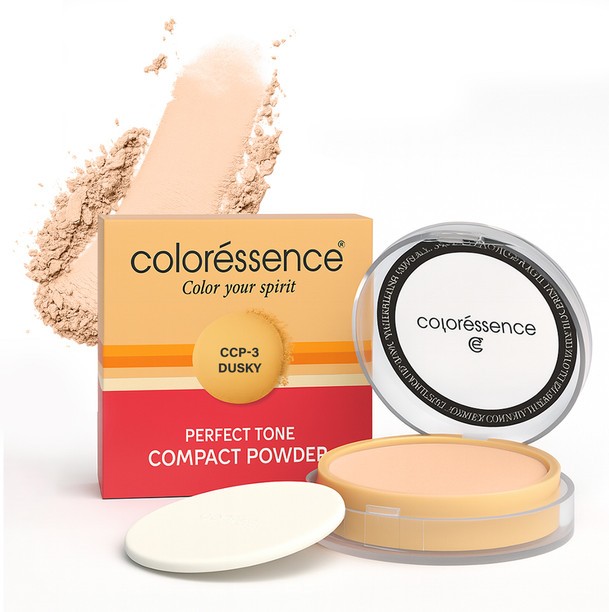 coloréssence®
Color your spirit
CCP-3
DUSKY
PERFECT TONE
COMPACT POWDER
coloréssence